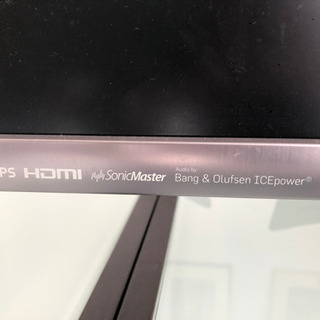 PS HDMI SonicMaster Audio by
Bang & Olufsen ICEpower®